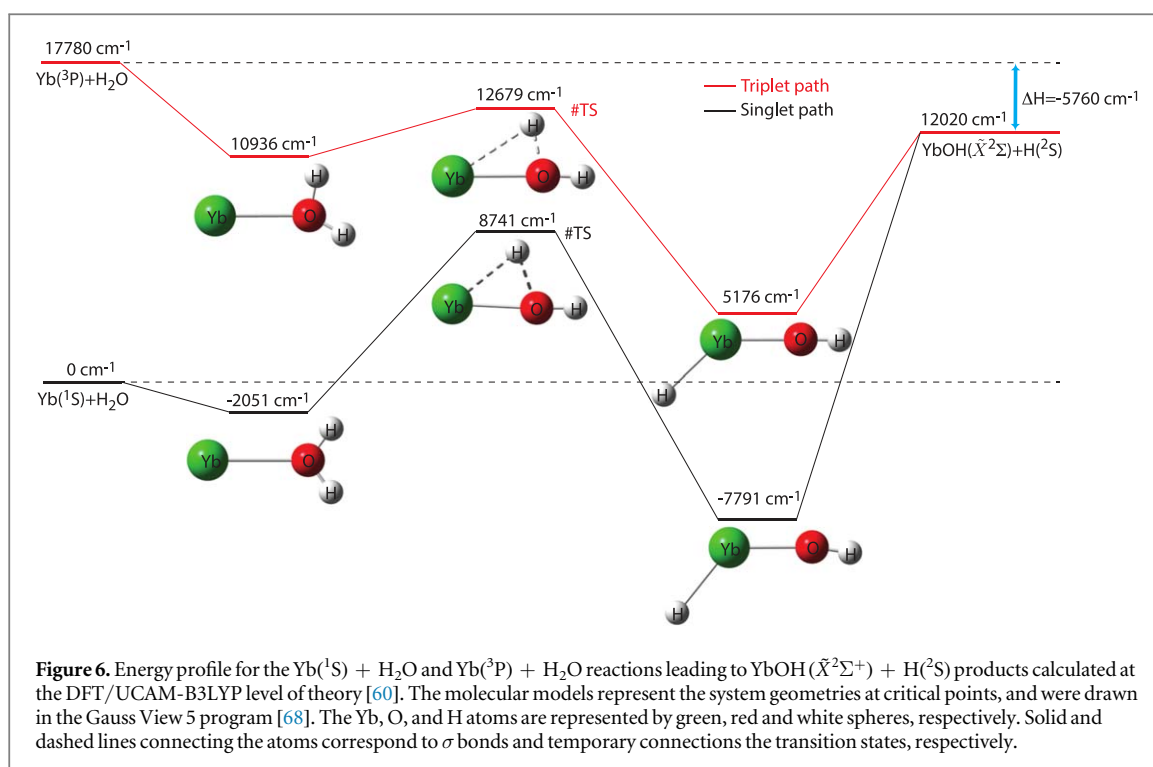 17780 cm⁻¹
Yb(³P)+H₂O
12679 cm⁻¹
#TS
Triplet path
Singlet path
ΔH=-5760 cm⁻¹
12020 cm⁻¹
YbOH(X̃²Σ)+H(²S)
10936 cm⁻¹
H
Yb
O
H
H
Yb
O
H
8741 cm⁻¹
#TS
H
Yb
O
H
5176 cm⁻¹
Yb
O
H
H
0 cm⁻¹
Yb(¹S)+H₂O
-2051 cm⁻¹
H
Yb
O
H
-7791 cm⁻¹
Yb
O
H
H
Figure 6. Energy profile for the Yb(¹S) + H₂O and Yb(³P) + H₂O reactions leading to YbOH (X̃²Σ⁺) + H(²S) products calculated at
the DFT/UCAM-B3LYP level of theory [60]. The molecular models represent the system geometries at critical points, and were drawn
in the Gauss View 5 program [68]. The Yb, O, and H atoms are represented by green, red and white spheres, respectively. Solid and
dashed lines connecting the atoms correspond to σ bonds and temporary connections the transition states, respectively.